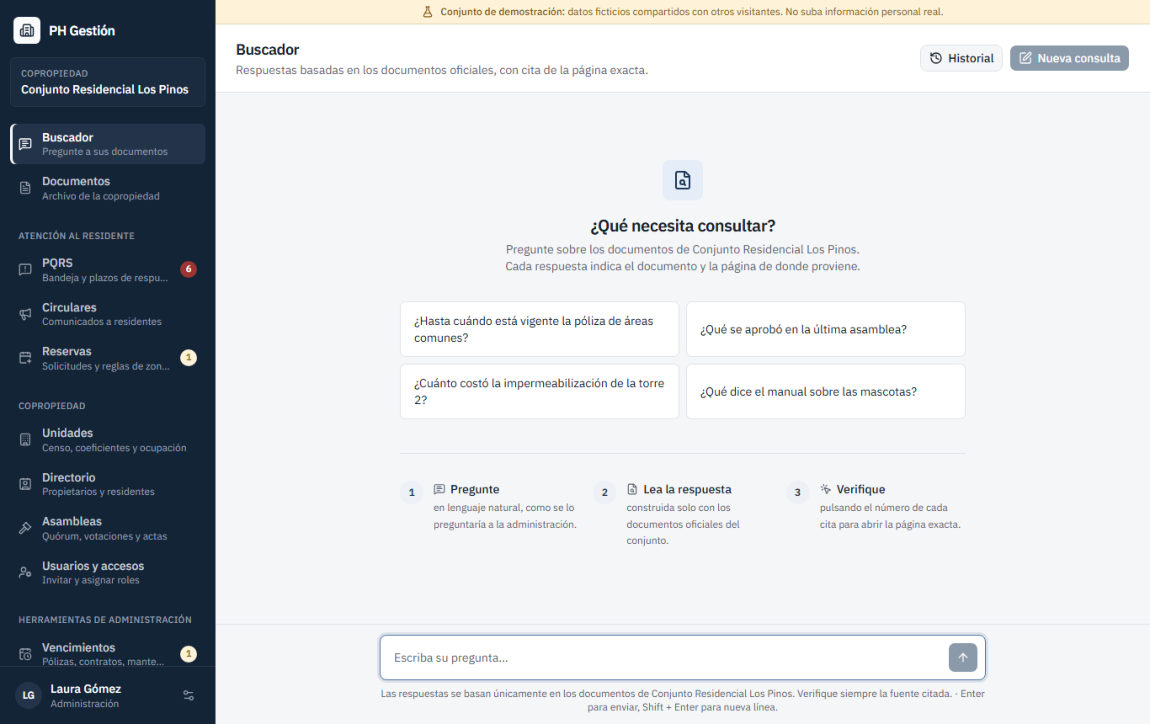 Conjunto de demostración: datos ficticios compartidos con otros visitantes. No suba información personal real.
PH Gestión
COPROPIEDAD
Conjunto Residencial Los Pinos
Buscador
Pregunte a sus documentos
Documentos
Archivo de la copropiedad
ATENCIÓN AL RESIDENTE
PQRS
Bandeja y plazos de respu...
6
Circulares
Comunicados a residentes
Reservas
Solicitudes y reglas de zon...
1
COPROPIEDAD
Unidades
Censo, coeficientes y ocupación
Directorio
Propietarios y residentes
Asambleas
Quórum, votaciones y actas
Usuarios y accesos
Invitar y asignar roles
HERRAMIENTAS DE ADMINISTRACIÓN
Vencimientos
Pólizas, contratos, mante...
1
LG
Laura Gómez
Administración
Buscador
Respuestas basadas en los documentos oficiales, con cita de la página exacta.
Historial
Nueva consulta
¿Qué necesita consultar?
Pregunte sobre los documentos de Conjunto Residencial Los Pinos.
Cada respuesta indica el documento y la página de donde proviene.
¿Hasta cuándo está vigente la póliza de áreas
comunes?
¿Qué se aprobó en la última asamblea?
¿Cuánto costó la impermeabilización de la torre
2?
¿Qué dice el manual sobre las mascotas?
1
Pregunte
en lenguaje natural, como se lo
preguntaría a la administración.
2
Lea la respuesta
construida solo con los
documentos oficiales del
conjunto.
3
Verifique
pulsando el número de cada
cita para abrir la página exacta.
Escriba su pregunta...
Las respuestas se basan únicamente en los documentos de Conjunto Residencial Los Pinos. Verifique siempre la fuente citada. · Enter
para enviar, Shift + Enter para nueva línea.